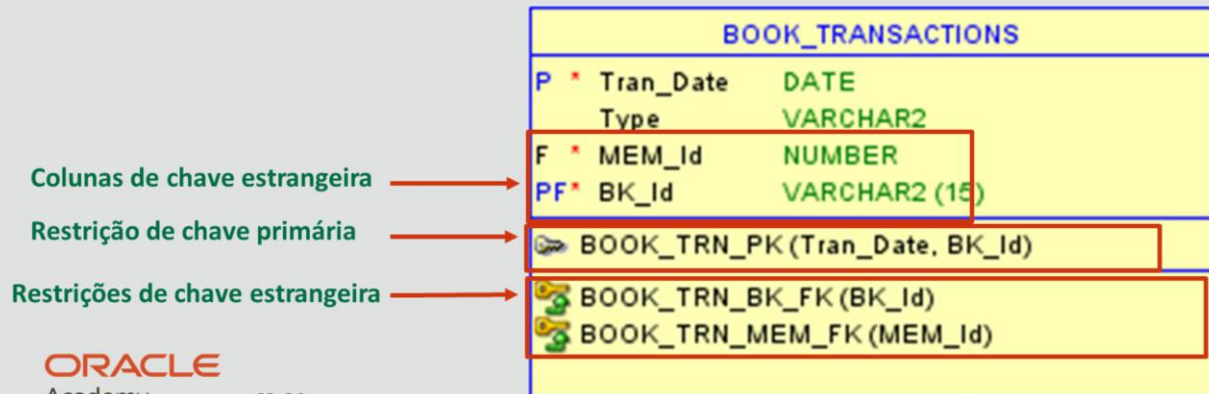 BOOK_TRANSACTIONS
P * Tran_Date DATE
Type VARCHAR2
F * MEM_Id NUMBER
PF* BK_Id VARCHAR2 (15)
Colunas de chave estrangeira
Restrição de chave primária
BOOK_TRN_PK (Tran_Date, BK_Id)
Restrições de chave estrangeira
BOOK_TRN_BK_FK (BK_Id)
BOOK_TRN_MEM_FK (MEM_Id)
ORACLE
Academy